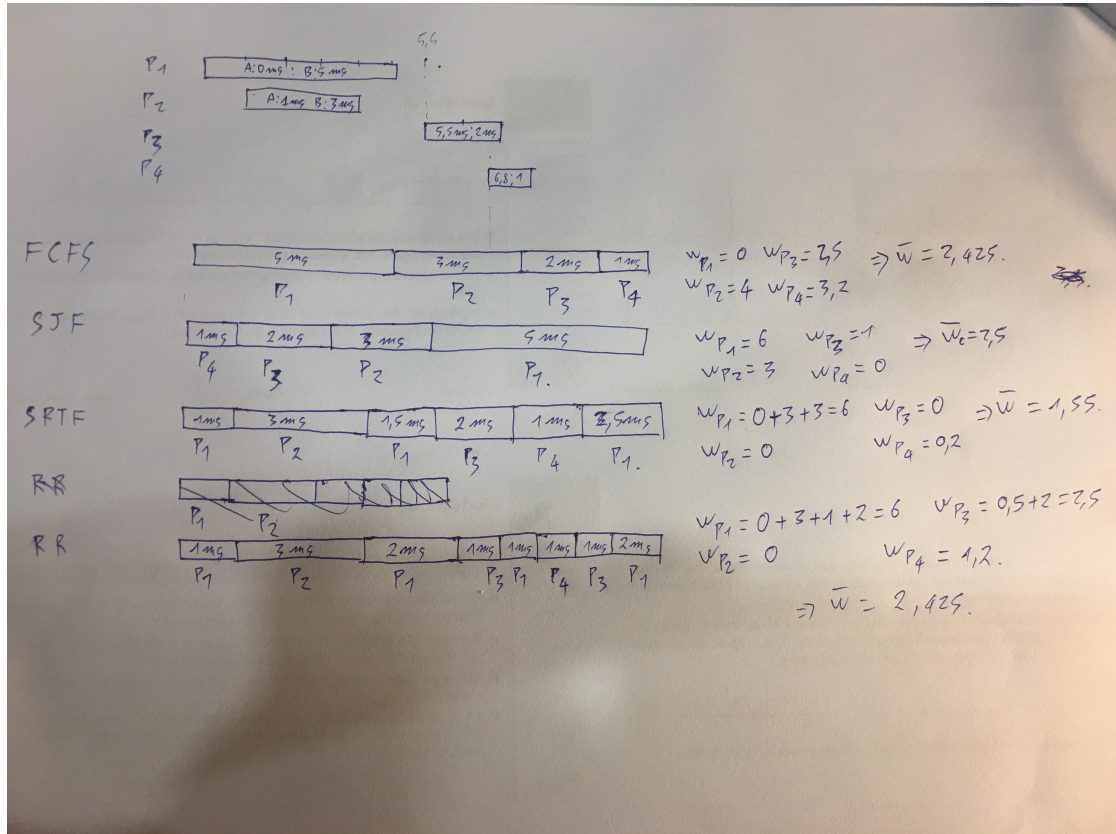 5,5
P1 A:0ms : B:5ms
P2 A:1ms B:3ms
P3 5,5ms;2ms
P4 6,8;1
FCFS 5ms 3ms 2ms 1ms wP1=0 wP3=2,5 ⇒ w̄ = 2,425.
P1 P2 P3 P4 wP2=4 wP4=3,2
SJF 1ms 2ms 3ms 5ms wP1=6 wP3=1 ⇒ w̄=2,5
P4 P3 P2 P1. wP2=3 wP4=0
SRTF 1ms 3ms 1,5ms 2ms 1ms 2,5ms wP1=0+3+3=6 wP3=0 ⇒ w̄ = 1,55.
P1 P2 P1 P3 P4 P1. wP2=0 wP4=0,2
RR
P1 P2
RR 1ms 3ms 2ms 1ms 1ms 1ms 1ms 2ms wP1=0+3+1+2=6 wP3=0,5+2=2,5
P1 P2 P1 P3 P1 P4 P3 P1 wP2=0 wP4=1,2.
⇒ w̄ = 2,425.